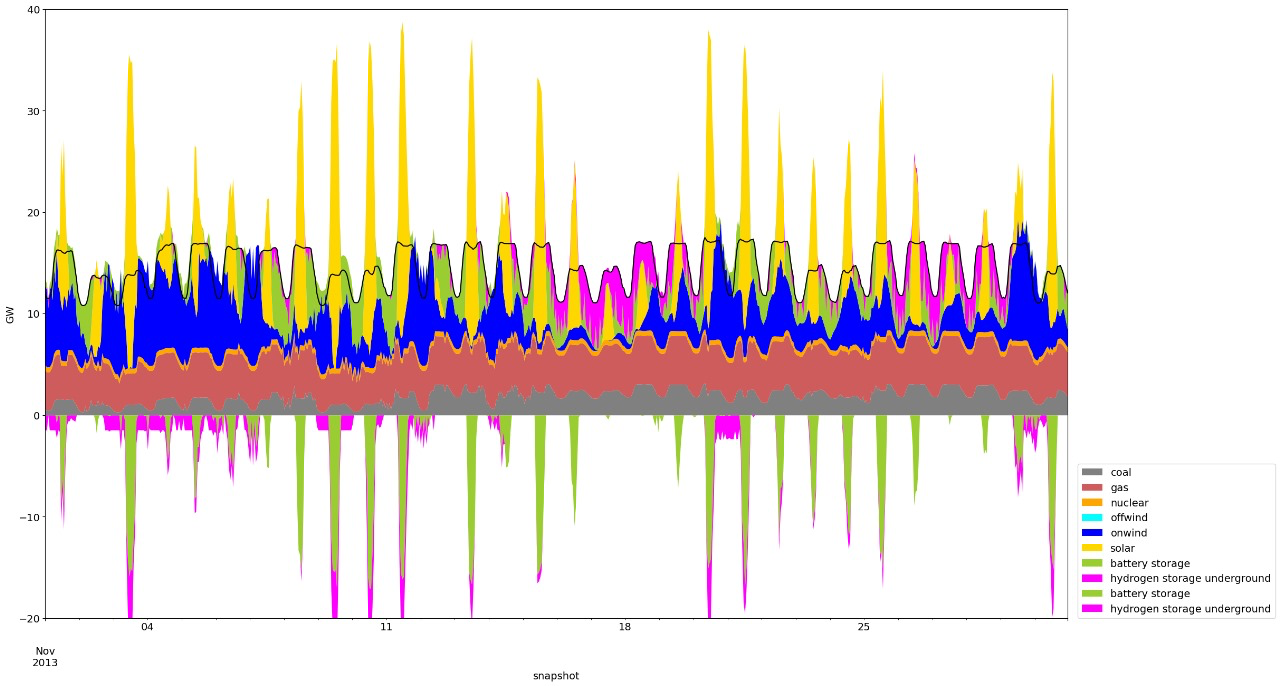 40
30
20
10
0
−10
−20
GW
04
11
18
25
Nov
2013
snapshot
coal
gas
nuclear
offwind
onwind
solar
battery storage
hydrogen storage underground
battery storage
hydrogen storage underground